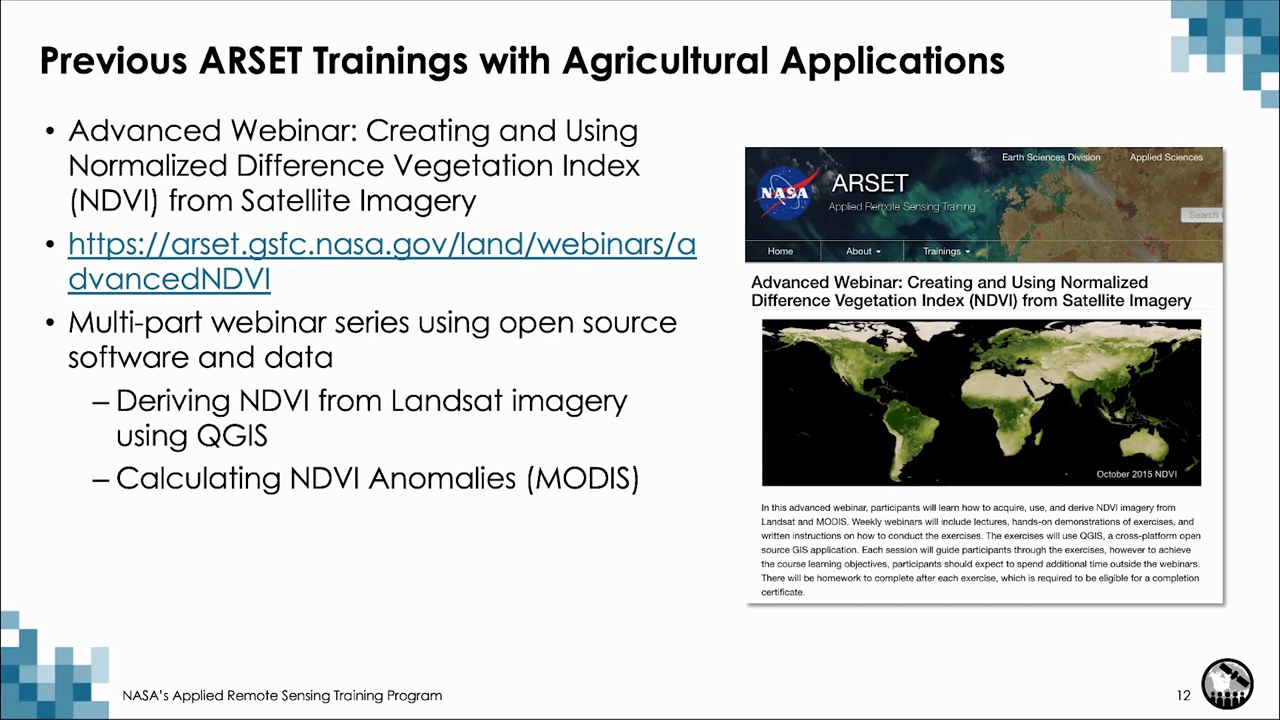 Previous ARSET Trainings with Agricultural Applications
• Advanced Webinar: Creating and Using
Normalized Difference Vegetation Index
(NDVI) from Satellite Imagery
• https://arset.gsfc.nasa.gov/land/webinars/a
dvancedNDVI
• Multi-part webinar series using open source
software and data
– Deriving NDVI from Landsat imagery
using QGIS
– Calculating NDVI Anomalies (MODIS)
Earth Sciences Division Applied Sciences
NASA
ARSET
Applied Remote Sensing Training
Search
Home About Trainings
Advanced Webinar: Creating and Using Normalized
Difference Vegetation Index (NDVI) from Satellite Imagery
October 2015 NDVI
In this advanced webinar, participants will learn how to acquire, use, and derive NDVI imagery from
Landsat and MODIS. Weekly webinars will include lectures, hands-on demonstrations of exercises, and
written instructions on how to conduct the exercises. The exercises will use QGIS, a cross-platform open
source GIS application. Each session will guide participants through the exercises, however to achieve
the course learning objectives, participants should expect to spend additional time outside the webinars.
There will be homework to complete after each exercise, which is required to be eligible for a completion
certificate.
NASA's Applied Remote Sensing Training Program
12